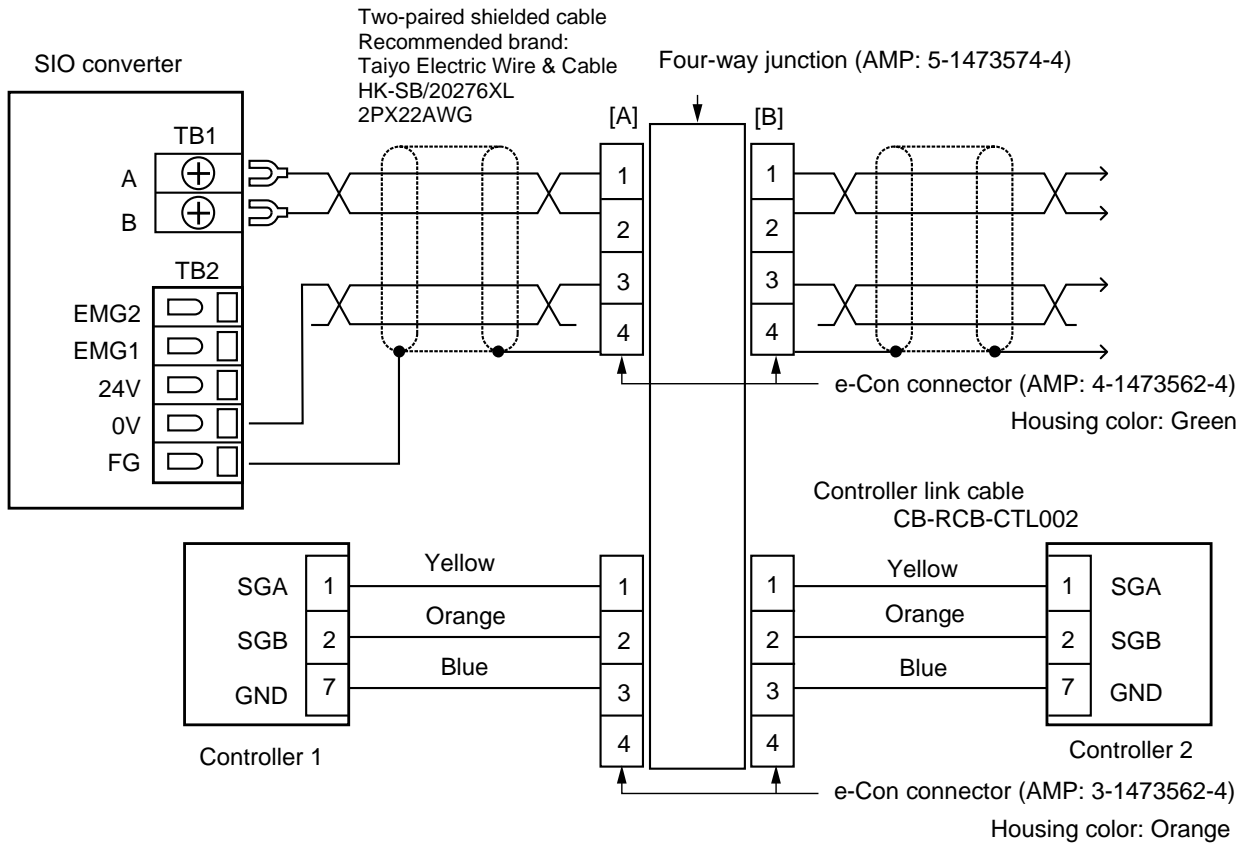 Two-paired shielded cable
Recommended brand:
Taiyo Electric Wire & Cable
HK-SB/20276XL
2PX22AWG
SIO converter
Four-way junction (AMP: 5-1473574-4)
[A]
[B]
TB1
A
B
TB2
EMG2
EMG1
24V
0V
FG
1
2
3
4
1
2
3
4
e-Con connector (AMP: 4-1473562-4)
Housing color: Green
Controller link cable
CB-RCB-CTL002
SGA 1 Yellow 1
SGB 2 Orange 2
GND 7 Blue 3
4
Controller 1
1 Yellow 1 SGA
2 Orange 2 SGB
3 Blue 7 GND
4
Controller 2
e-Con connector (AMP: 3-1473562-4)
Housing color: Orange